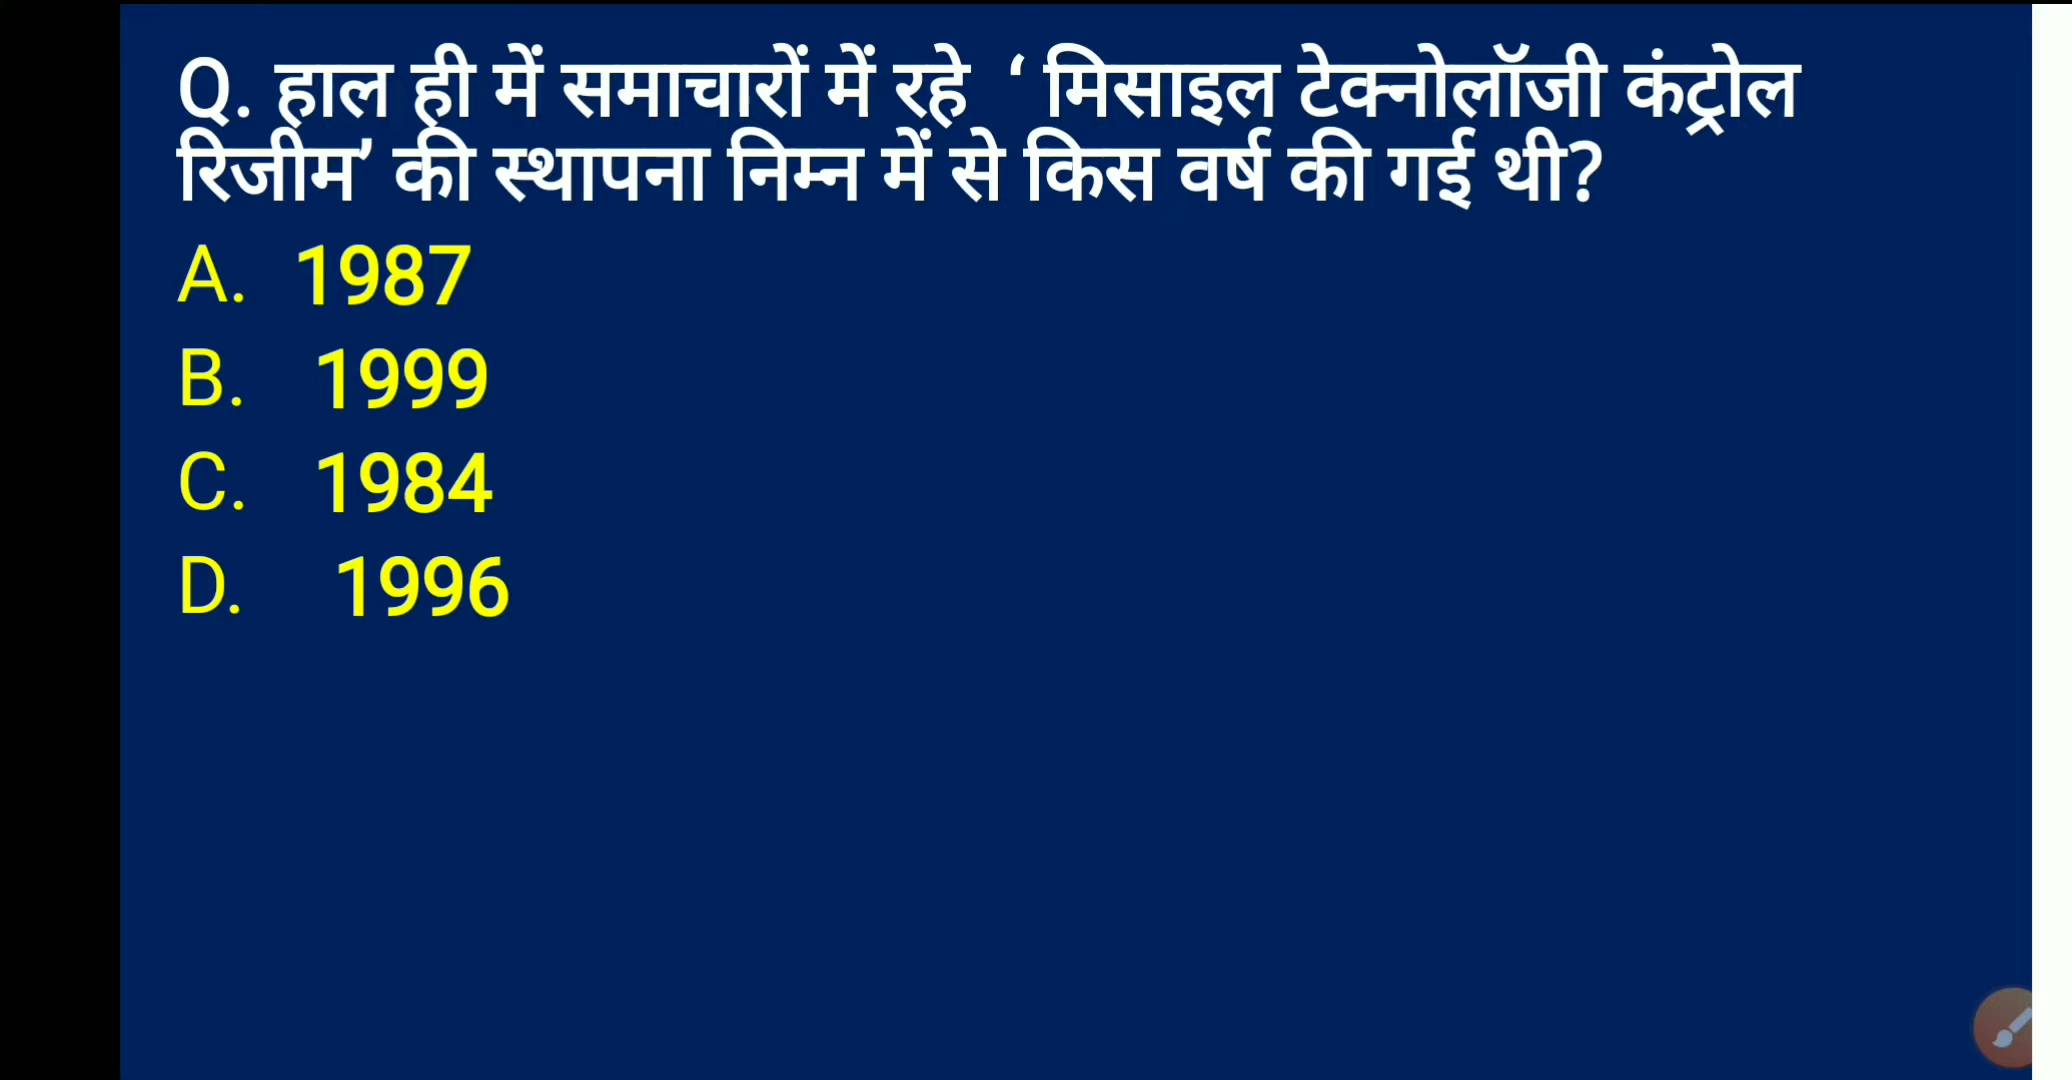 Q. हाल ही में समाचारों में रहे ‘ मिसाइल टेक्नोलॉजी कंट्रोल
रिजीम’ की स्थापना निम्न में से किस वर्ष की गई थी?
A. 1987
B. 1999
C. 1984
D. 1996